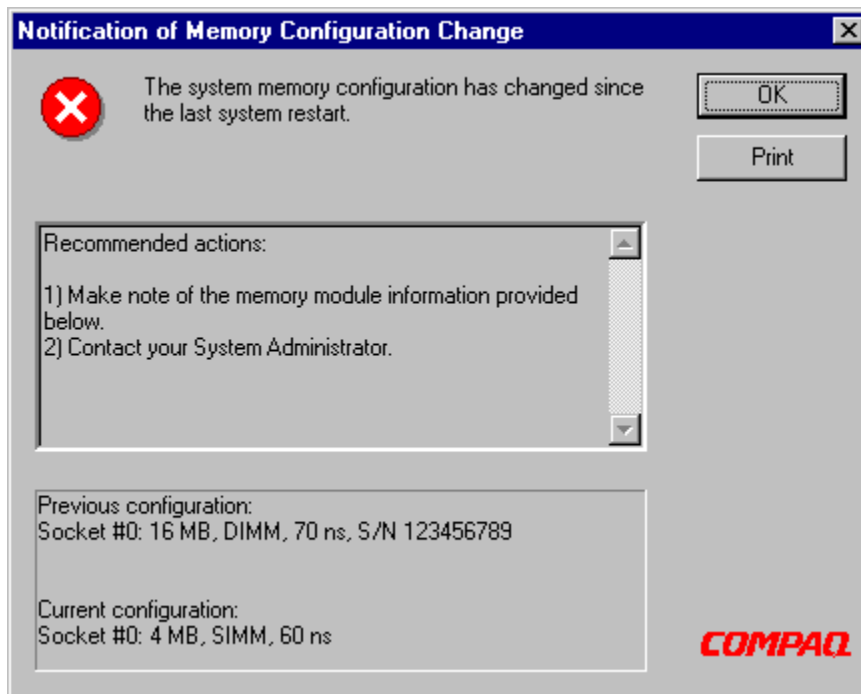 Notification of Memory Configuration Change
The system memory configuration has changed since
the last system restart.
OK
Print
Recommended actions:
1) Make note of the memory module information provided
below.
2) Contact your System Administrator.
Previous configuration:
Socket #0: 16 MB, DIMM, 70 ns, S/N 123456789
Current configuration:
Socket #0: 4 MB, SIMM, 60 ns
COMPAQ